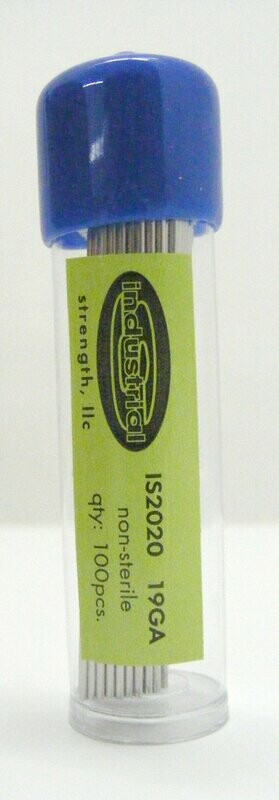 industrial
strength, llc
IS2020 19GA
non-sterile
qty: 100pcs.